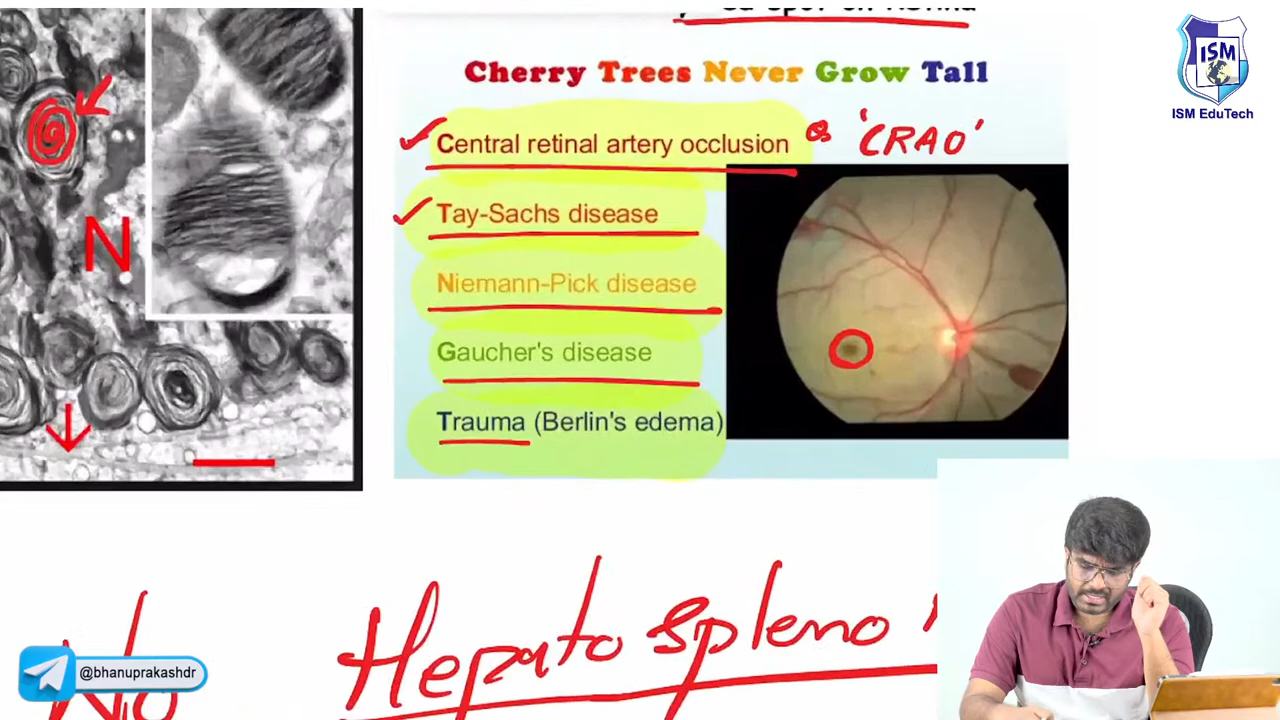 Cherry Trees Never Grow Tall
Central retinal artery occlusion
'CRAO'
Tay-Sachs disease
Niemann-Pick disease
Gaucher's disease
Trauma (Berlin's edema)
N
ISM
ISM EduTech
No Hepato spleno
@bhanuprakashdr